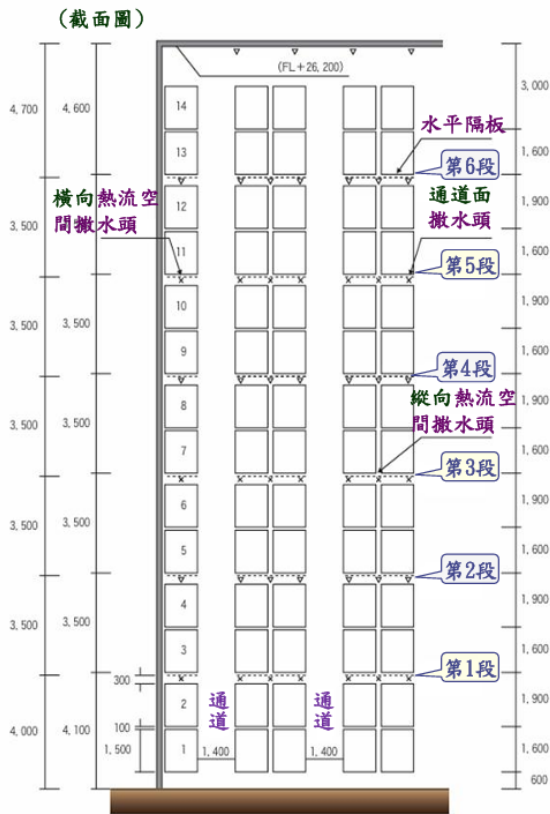 (截面圖)
(FL+26,200)
3,000
4,700
4,600
14
水平隔板
13
1,600
第6段
1,900
橫向熱流空
間撒水頭
通道面
撒水頭
12
3,500
11
1,600
第5段
1,900
10
3,500
3,500
9
1,600
第4段
1,900
縱向熱流空
間撒水頭
8
3,500
3,500
7
1,600
第3段
1,900
6
3,500
3,500
5
1,600
第2段
1,900
4
3,500
3,500
3
1,600
第1段
300
1,900
2
通道
通道
4,000
4,100
100
1,500
1
1,400
1,400
1,600
600